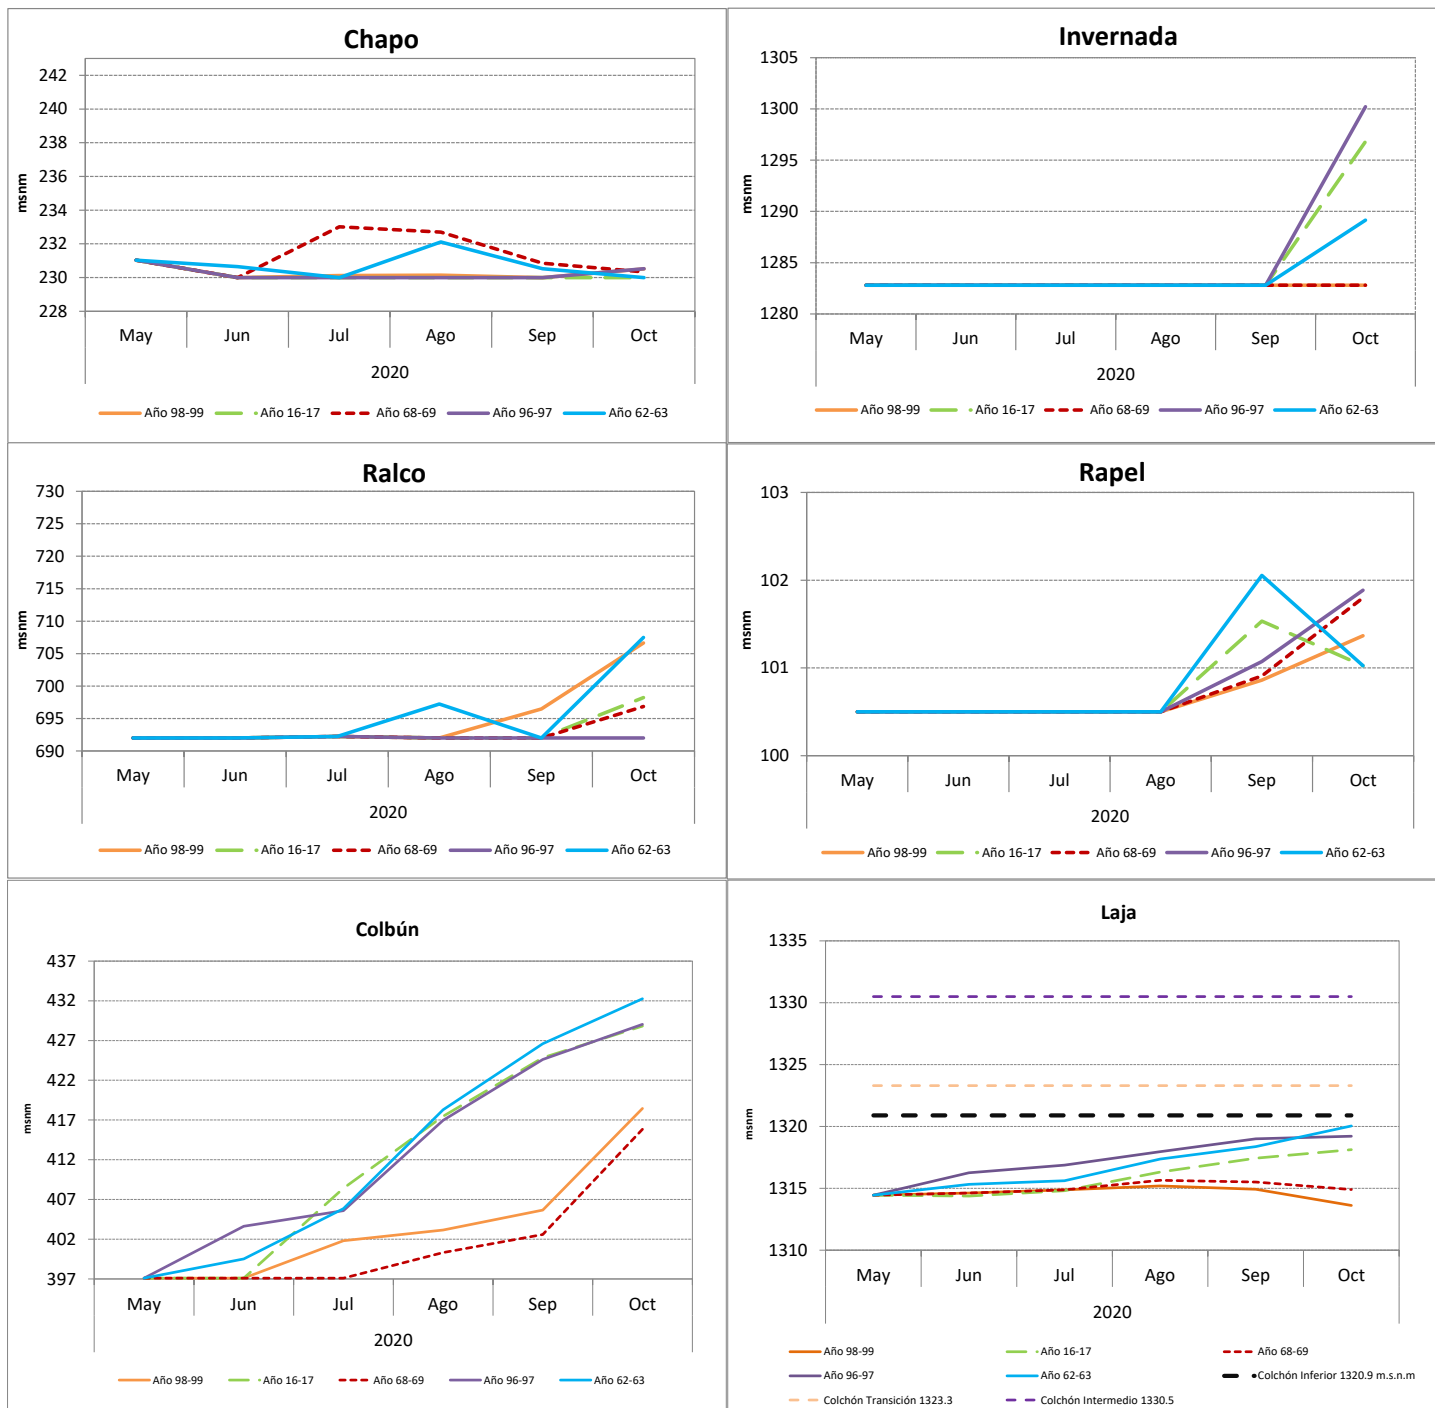 Chapo
242
240
238
236
234
232
230
228
msnm
May Jun Jul Ago Sep Oct
2020
Año 98-99 Año 16-17 Año 68-69 Año 96-97 Año 62-63
Invernada
1305
1300
1295
1290
1285
1280
msnm
May Jun Jul Ago Sep Oct
2020
Año 98-99 Año 16-17 Año 68-69 Año 96-97 Año 62-63
Ralco
730
725
720
715
710
705
700
695
690
msnm
May Jun Jul Ago Sep Oct
2020
Año 98-99 Año 16-17 Año 68-69 Año 96-97 Año 62-63
Rapel
103
102
101
100
msnm
May Jun Jul Ago Sep Oct
2020
Año 98-99 Año 16-17 Año 68-69 Año 96-97 Año 62-63
Colbún
437
432
427
422
417
412
407
402
397
msnm
May Jun Jul Ago Sep Oct
2020
Año 98-99 Año 16-17 Año 68-69 Año 96-97 Año 62-63
Laja
1335
1330
1325
1320
1315
1310
msnm
May Jun Jul Ago Sep Oct
2020
Año 98-99 Año 16-17 Año 68-69
Año 96-97 Año 62-63 Colchón Inferior 1320.9 m.s.n.m
Colchón Transición 1323.3 Colchón Intermedio 1330.5